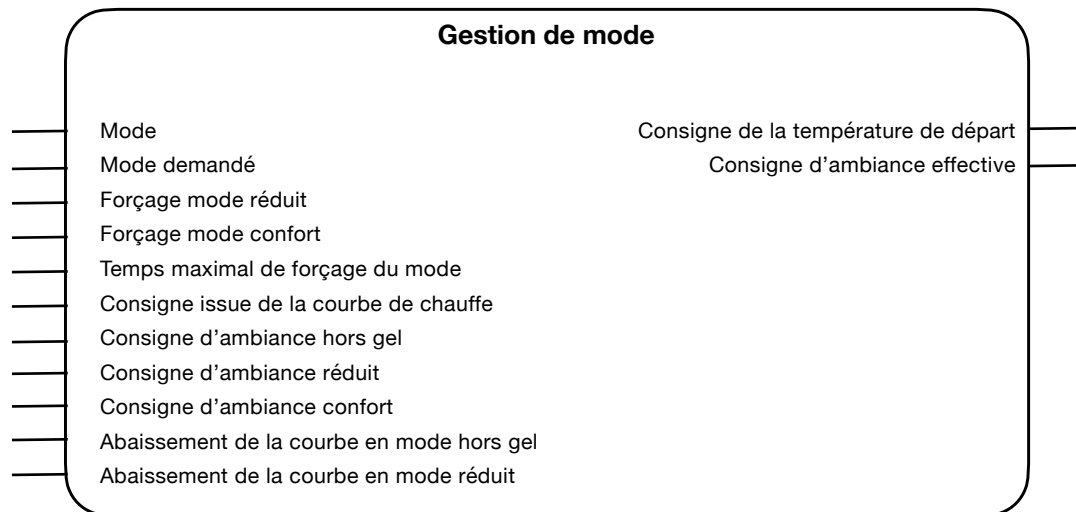 Gestion de mode
Mode
Mode demandé
Forçage mode réduit
Forçage mode confort
Temps maximal de forçage du mode
Consigne issue de la courbe de chauffe
Consigne d’ambiance hors gel
Consigne d’ambiance réduit
Consigne d’ambiance confort
Abaissement de la courbe en mode hors gel
Abaissement de la courbe en mode réduit
Consigne de la température de départ
Consigne d’ambiance effective